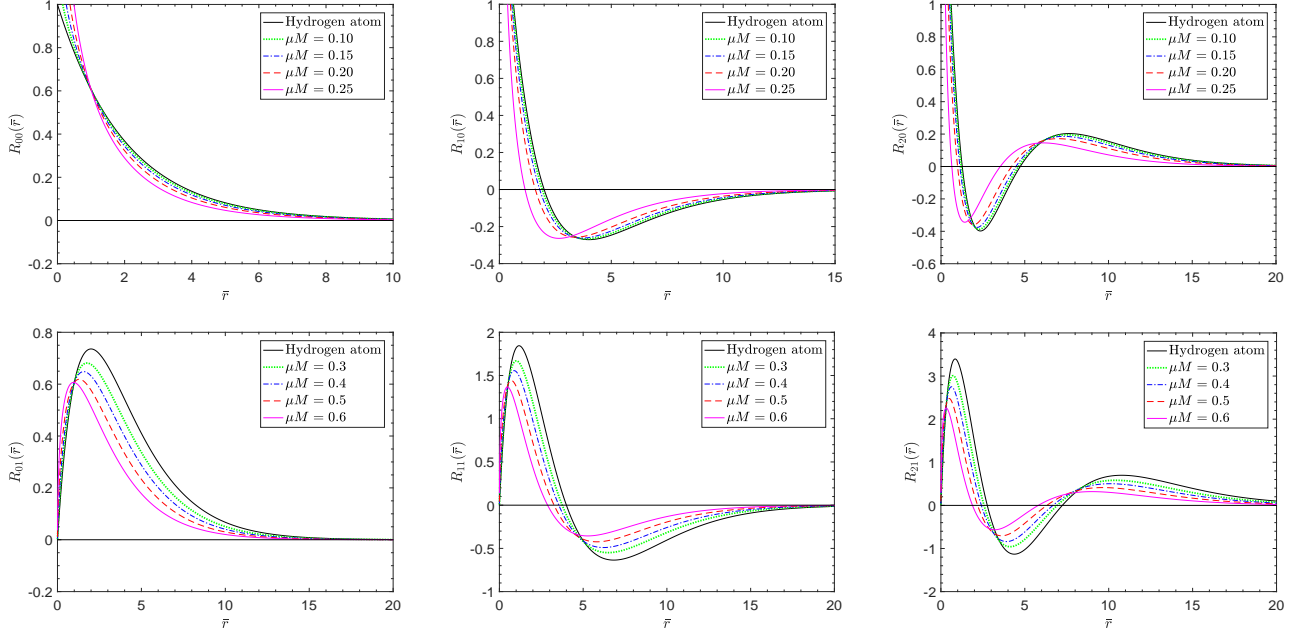 1
0.8
0.6
0.4
0.2
0
-0.2
0 2 4 6 8 10
R₀₀(r̄)
r̄
Hydrogen atom
μM = 0.10
μM = 0.15
μM = 0.20
μM = 0.25
1
0.8
0.6
0.4
0.2
0
-0.2
-0.4
0 5 10 15
R₁₀(r̄)
r̄
Hydrogen atom
μM = 0.10
μM = 0.15
μM = 0.20
μM = 0.25
1
0.8
0.6
0.4
0.2
0
-0.2
-0.4
-0.6
0 5 10 15 20
R₂₀(r̄)
r̄
Hydrogen atom
μM = 0.10
μM = 0.15
μM = 0.20
μM = 0.25
0.8
0.6
0.4
0.2
0
-0.2
0 5 10 15 20
R₀₁(r̄)
r̄
Hydrogen atom
μM = 0.3
μM = 0.4
μM = 0.5
μM = 0.6
2
1.5
1
0.5
0
-0.5
-1
0 5 10 15 20
R₁₁(r̄)
r̄
Hydrogen atom
μM = 0.3
μM = 0.4
μM = 0.5
μM = 0.6
4
3
2
1
0
-1
-2
0 5 10 15 20
R₂₁(r̄)
r̄
Hydrogen atom
μM = 0.3
μM = 0.4
μM = 0.5
μM = 0.6